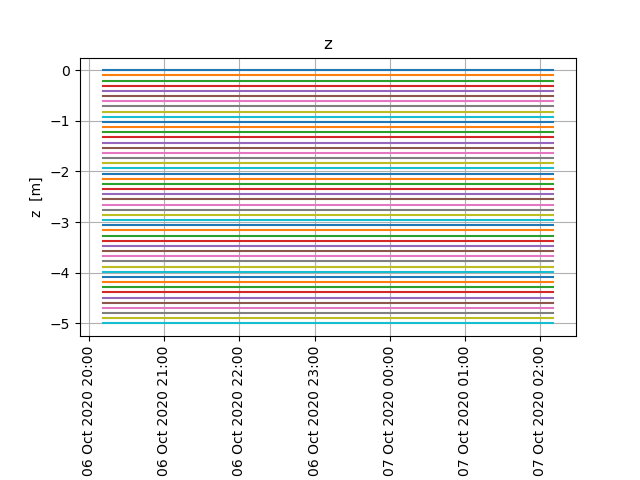 z
0
−1
−2
−3
−4
−5
z [m]
06 Oct 2020 20:00
06 Oct 2020 21:00
06 Oct 2020 22:00
06 Oct 2020 23:00
07 Oct 2020 00:00
07 Oct 2020 01:00
07 Oct 2020 02:00